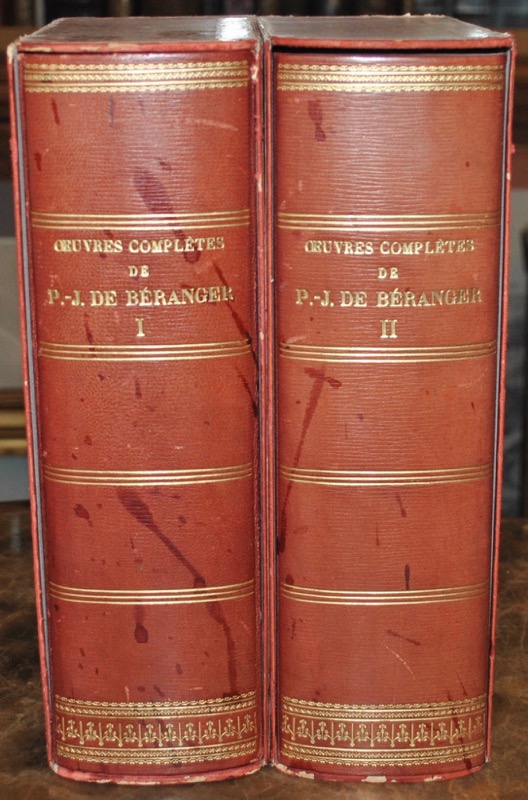 ŒUVRES COMPLÈTES
DE
P.-J. DE BÉRANGER
I
ŒUVRES COMPLÈTES
DE
P.-J. DE BÉRANGER
II